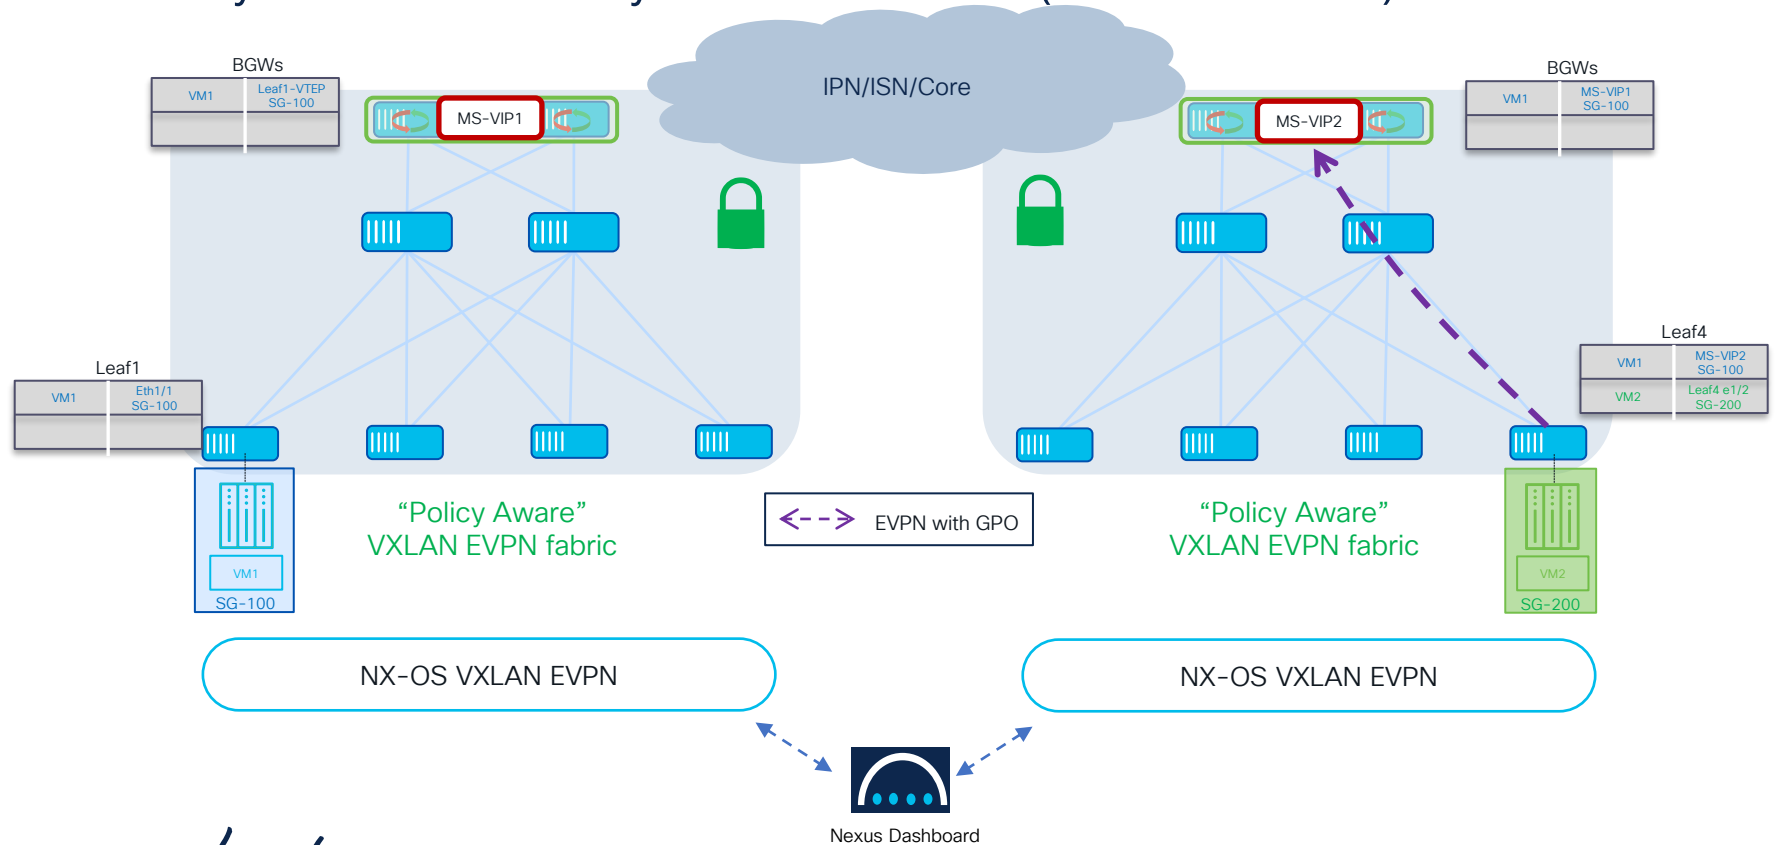 BGWs
VM1
Leaf1-VTEP
SG-100
MS-VIP1
IPN/ISN/Core
MS-VIP2
BGWs
VM1
MS-VIP1
SG-100
Leaf1
VM1
Eth1/1
SG-100
Leaf4
VM1
MS-VIP2
SG-100
VM2
Leaf4 e1/2
SG-200
“Policy Aware”
VXLAN EVPN fabric
EVPN with GPO
“Policy Aware”
VXLAN EVPN fabric
VM1
SG-100
VM2
SG-200
NX-OS VXLAN EVPN
NX-OS VXLAN EVPN
Nexus Dashboard